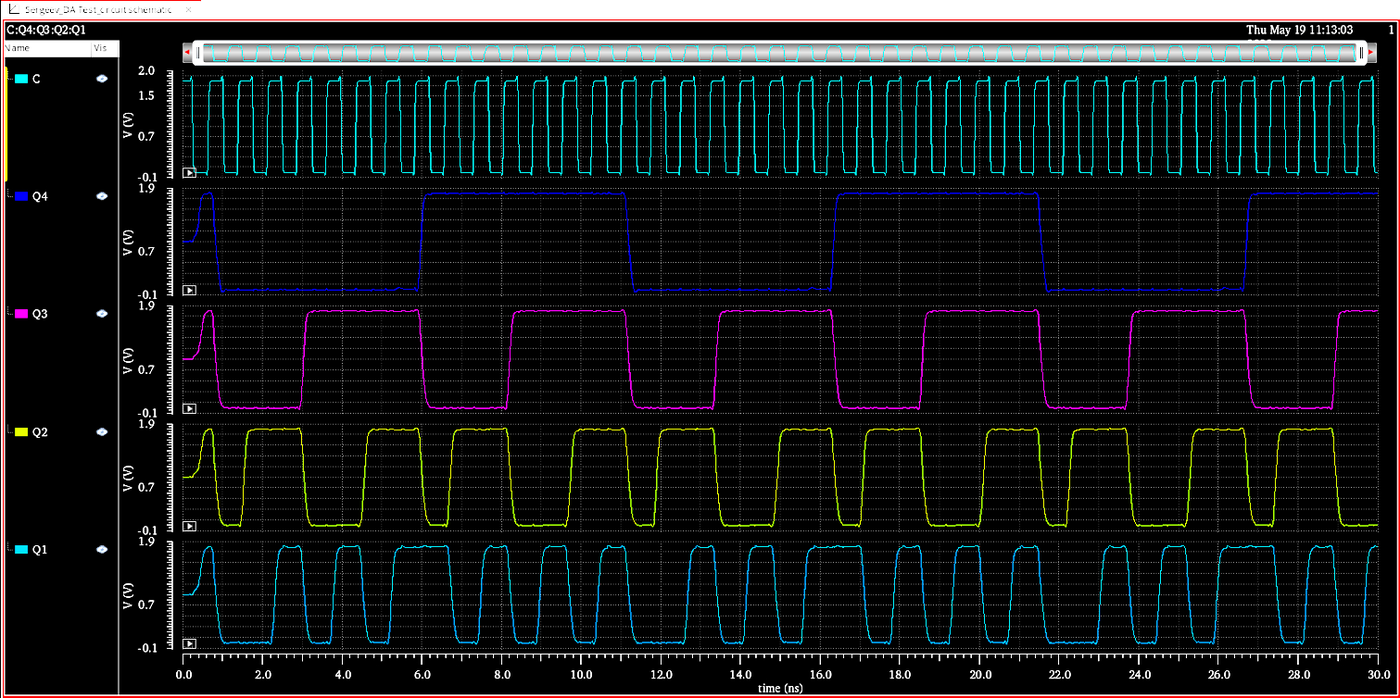 Sergeev_DA Test_circuit schematic
C:Q4:Q3:Q2:Q1
Thu May 19 11:13:03 1
Name Vis
C
Q4
Q3
Q2
Q1
2.0
1.5
V (V)
0.7
-0.1
1.9
V (V)
0.7
-0.1
1.9
V (V)
0.7
-0.1
1.9
V (V)
0.7
-0.1
1.9
V (V)
0.7
-0.1
0.0 2.0 4.0 6.0 8.0 10.0 12.0 14.0 16.0 18.0 20.0 22.0 24.0 26.0 28.0 30.0
time (ns)